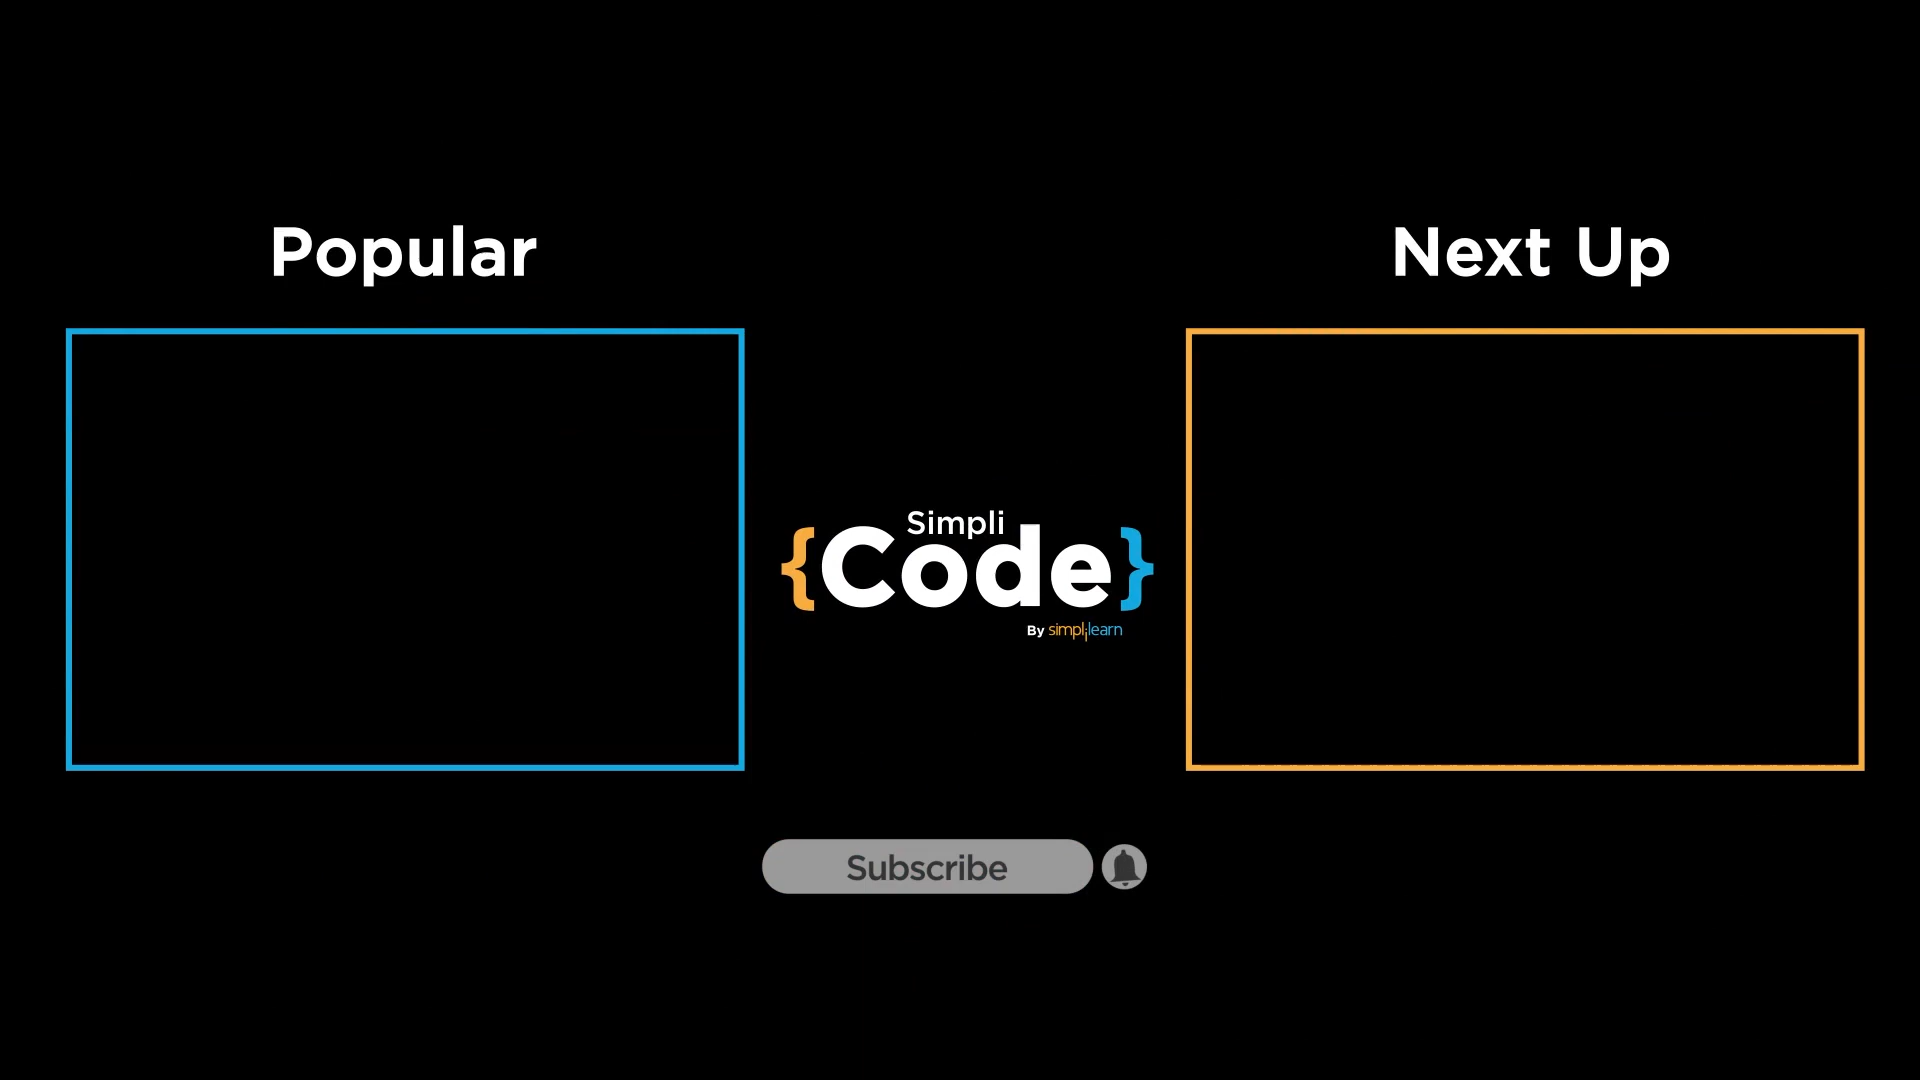 Popular
Next Up
Simpli
{Code}
By simplilearn
Subscribe